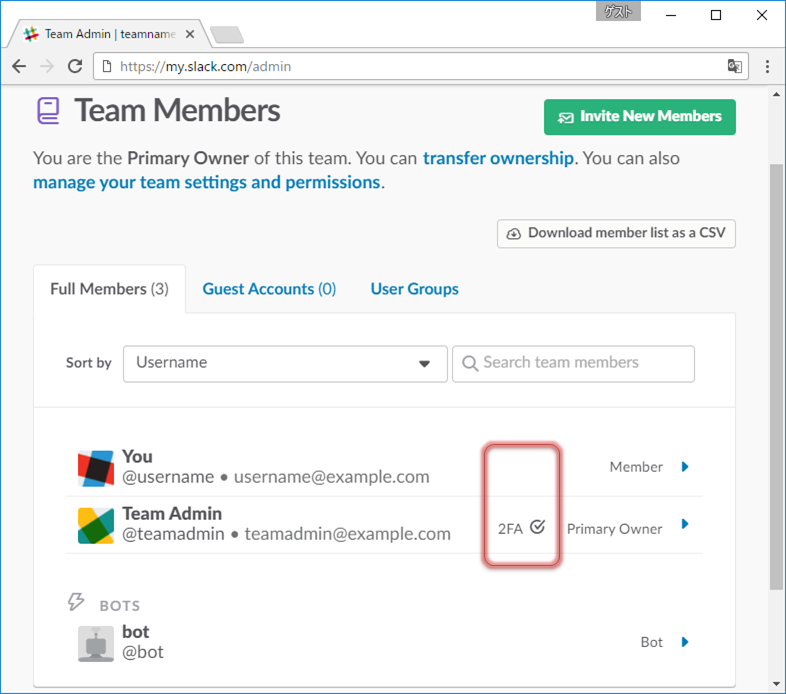 ゲスト
Team Admin | teamname
https://my.slack.com/admin
Team Members
Invite New Members
You are the Primary Owner of this team. You can transfer ownership. You can also
manage your team settings and permissions.
Download member list as a CSV
Full Members (3) Guest Accounts (0) User Groups
Sort by Username Search team members
You
@username • username@example.com Member
Team Admin
@teamadmin • teamadmin@example.com 2FA Primary Owner
BOTS
bot
@bot Bot